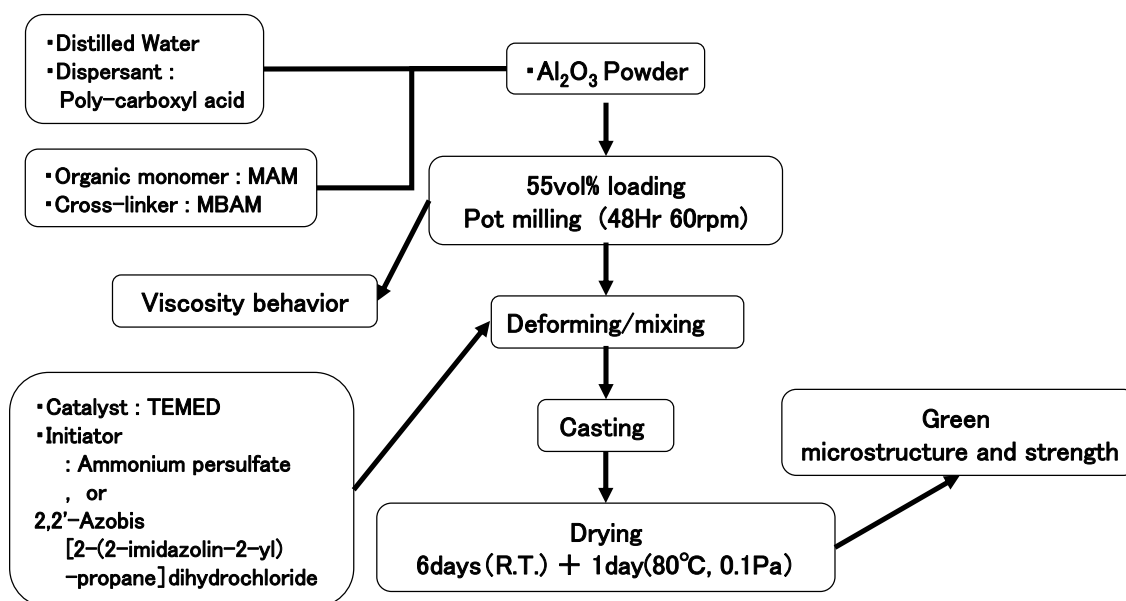 ・Distilled Water
・Dispersant :
Poly-carboxyl acid
・Al₂O₃ Powder
・Organic monomer : MAM
・Cross-linker : MBAM
55vol% loading
Pot milling (48Hr 60rpm)
Viscosity behavior
Deforming/mixing
・Catalyst : TEMED
・Initiator
: Ammonium persulfate
, or
2,2'-Azobis
[2-(2-imidazolin-2-yl)
-propane]dihydrochloride
Casting
Green
microstructure and strength
Drying
6days(R.T.) + 1day(80℃, 0.1Pa)